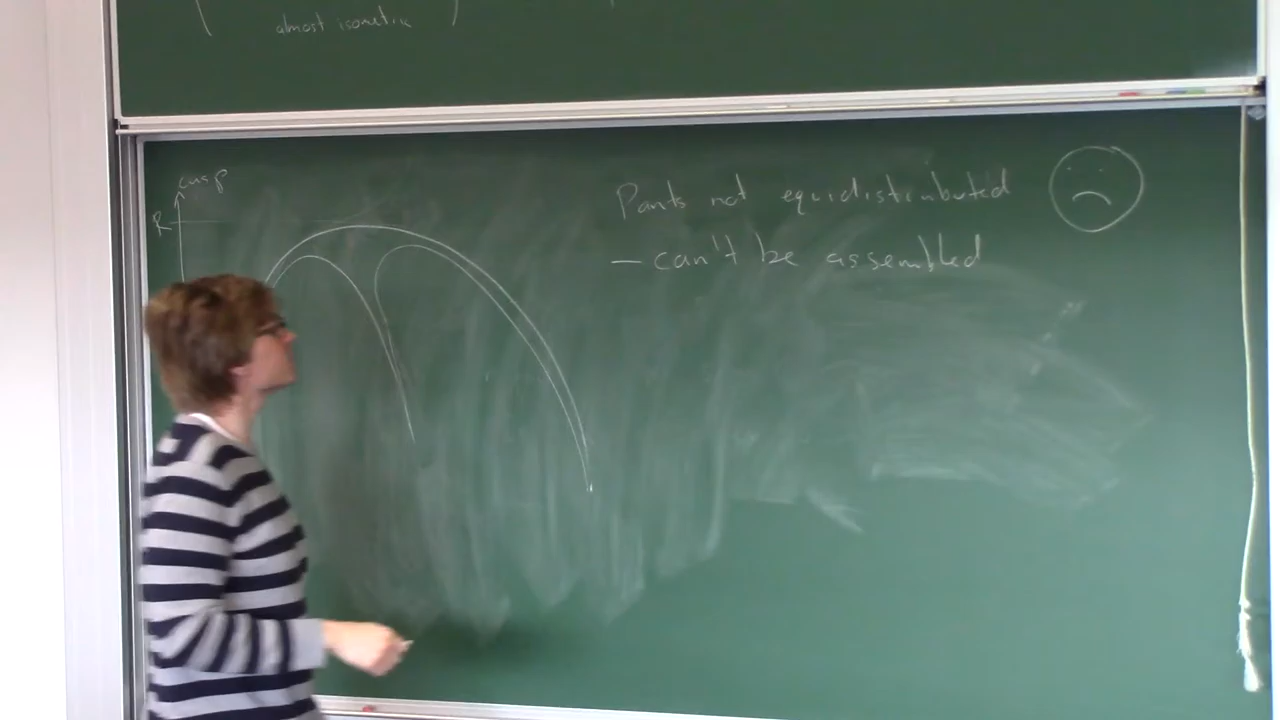 almost isometric
cusp
R
Pants not equidistributed
— can't be assembled